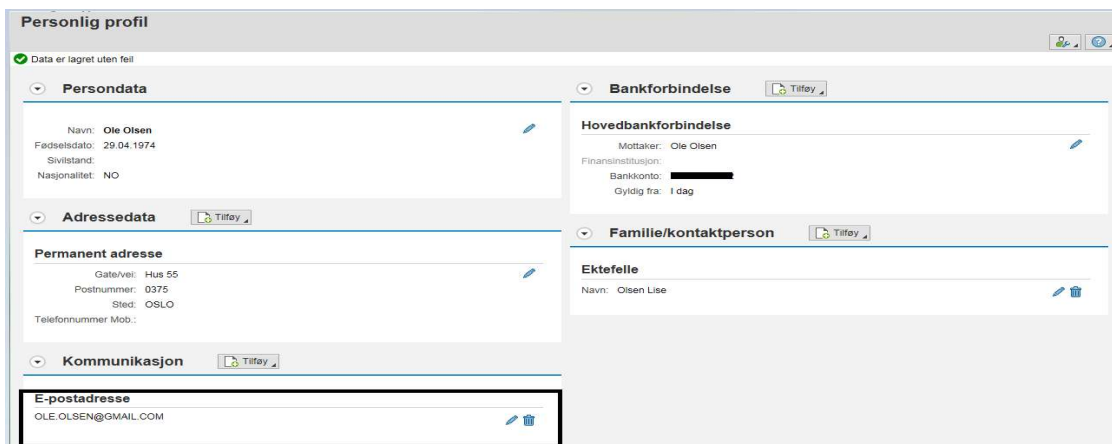 Personlig profil
Data er lagret uten feil
Persondata
Navn: Ole Olsen
Fødselsdato: 29.04.1974
Sivilstand:
Nasjonalitet: NO
Adressedata Tilføy
Permanent adresse
Gate/vei: Hus 55
Postnummer: 0375
Sted: OSLO
Telefonnummer Mob.:
Kommunikasjon Tilføy
E-postadresse
OLE.OLSEN@GMAIL.COM
Bankforbindelse Tilføy
Hovedbankforbindelse
Mottaker: Ole Olsen
Finansinstitusjon:
Bankkonto:
Gyldig fra: I dag
Familie/kontaktperson Tilføy
Ektefelle
Navn: Olsen Lise